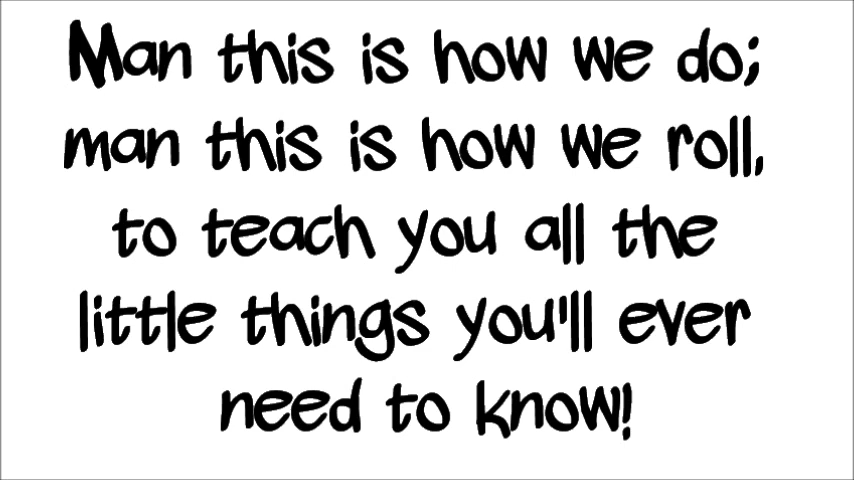 Man this is how we do;
man this is how we roll,
to teach you all the
little things you'll ever
need to know!